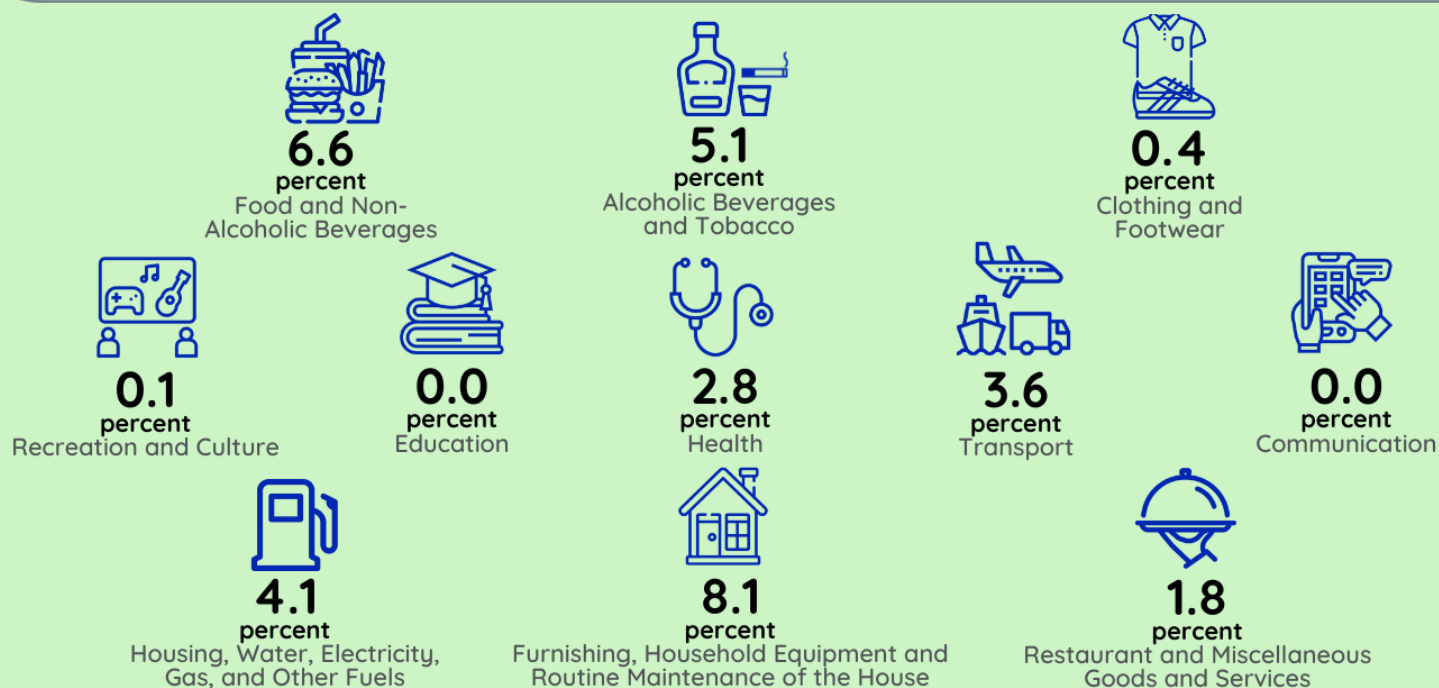 6.6
percent
Food and Non-
Alcoholic Beverages
5.1
percent
Alcoholic Beverages
and Tobacco
0.4
percent
Clothing and
Footwear
0.1
percent
Recreation and Culture
0.0
percent
Education
2.8
percent
Health
3.6
percent
Transport
0.0
percent
Communication
4.1
percent
Housing, Water, Electricity,
Gas, and Other Fuels
8.1
percent
Furnishing, Household Equipment and
Routine Maintenance of the House
1.8
percent
Restaurant and Miscellaneous
Goods and Services